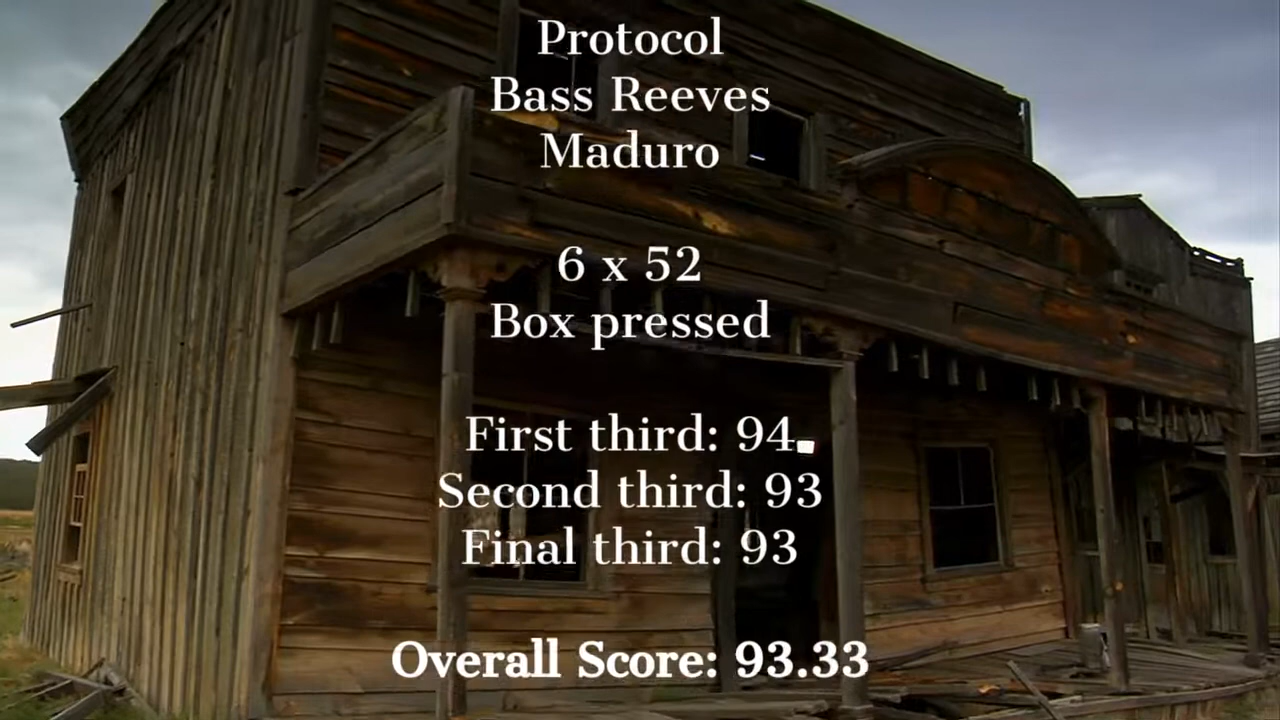 Protocol
Bass Reeves
Maduro
6 x 52
Box pressed
First third: 94
Second third: 93
Final third: 93
Overall Score: 93.33